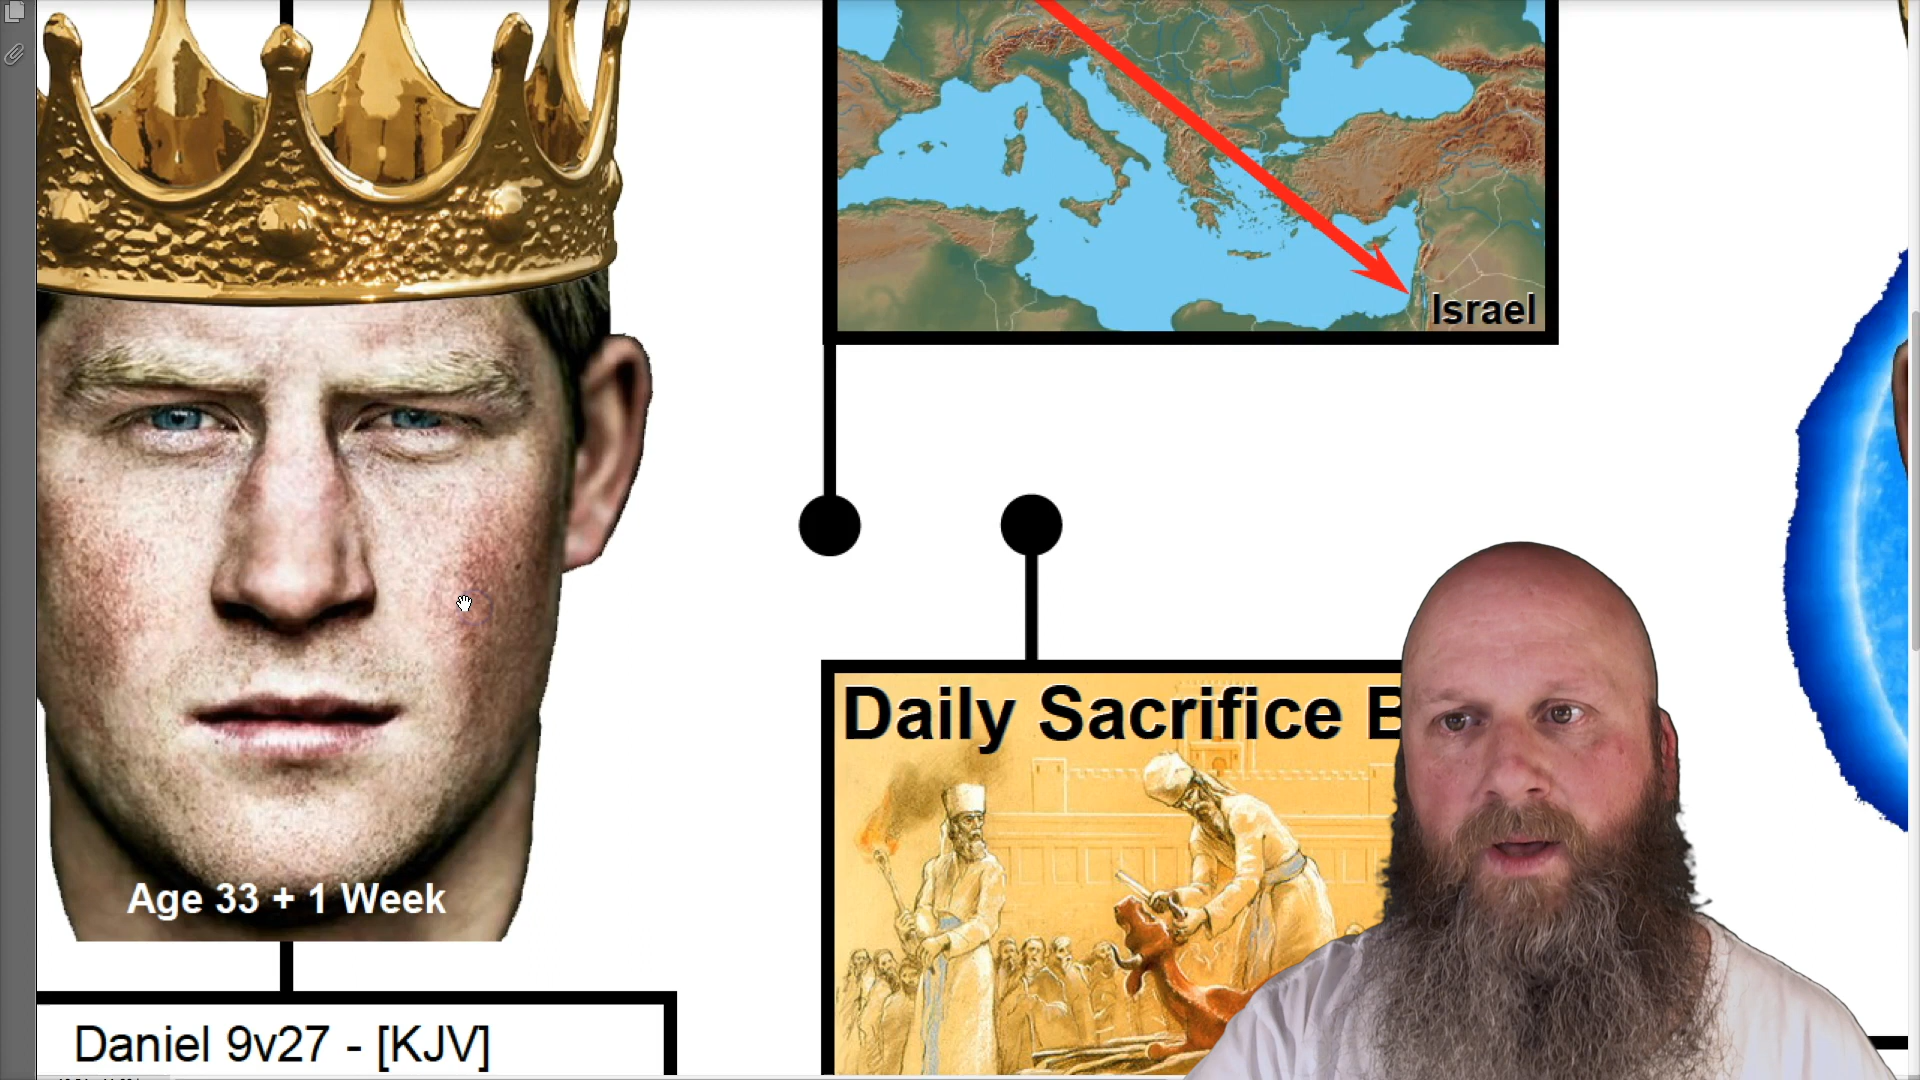 Israel
Daily Sacrifice B
Age 33 + 1 Week
Daniel 9v27 - [KJV]